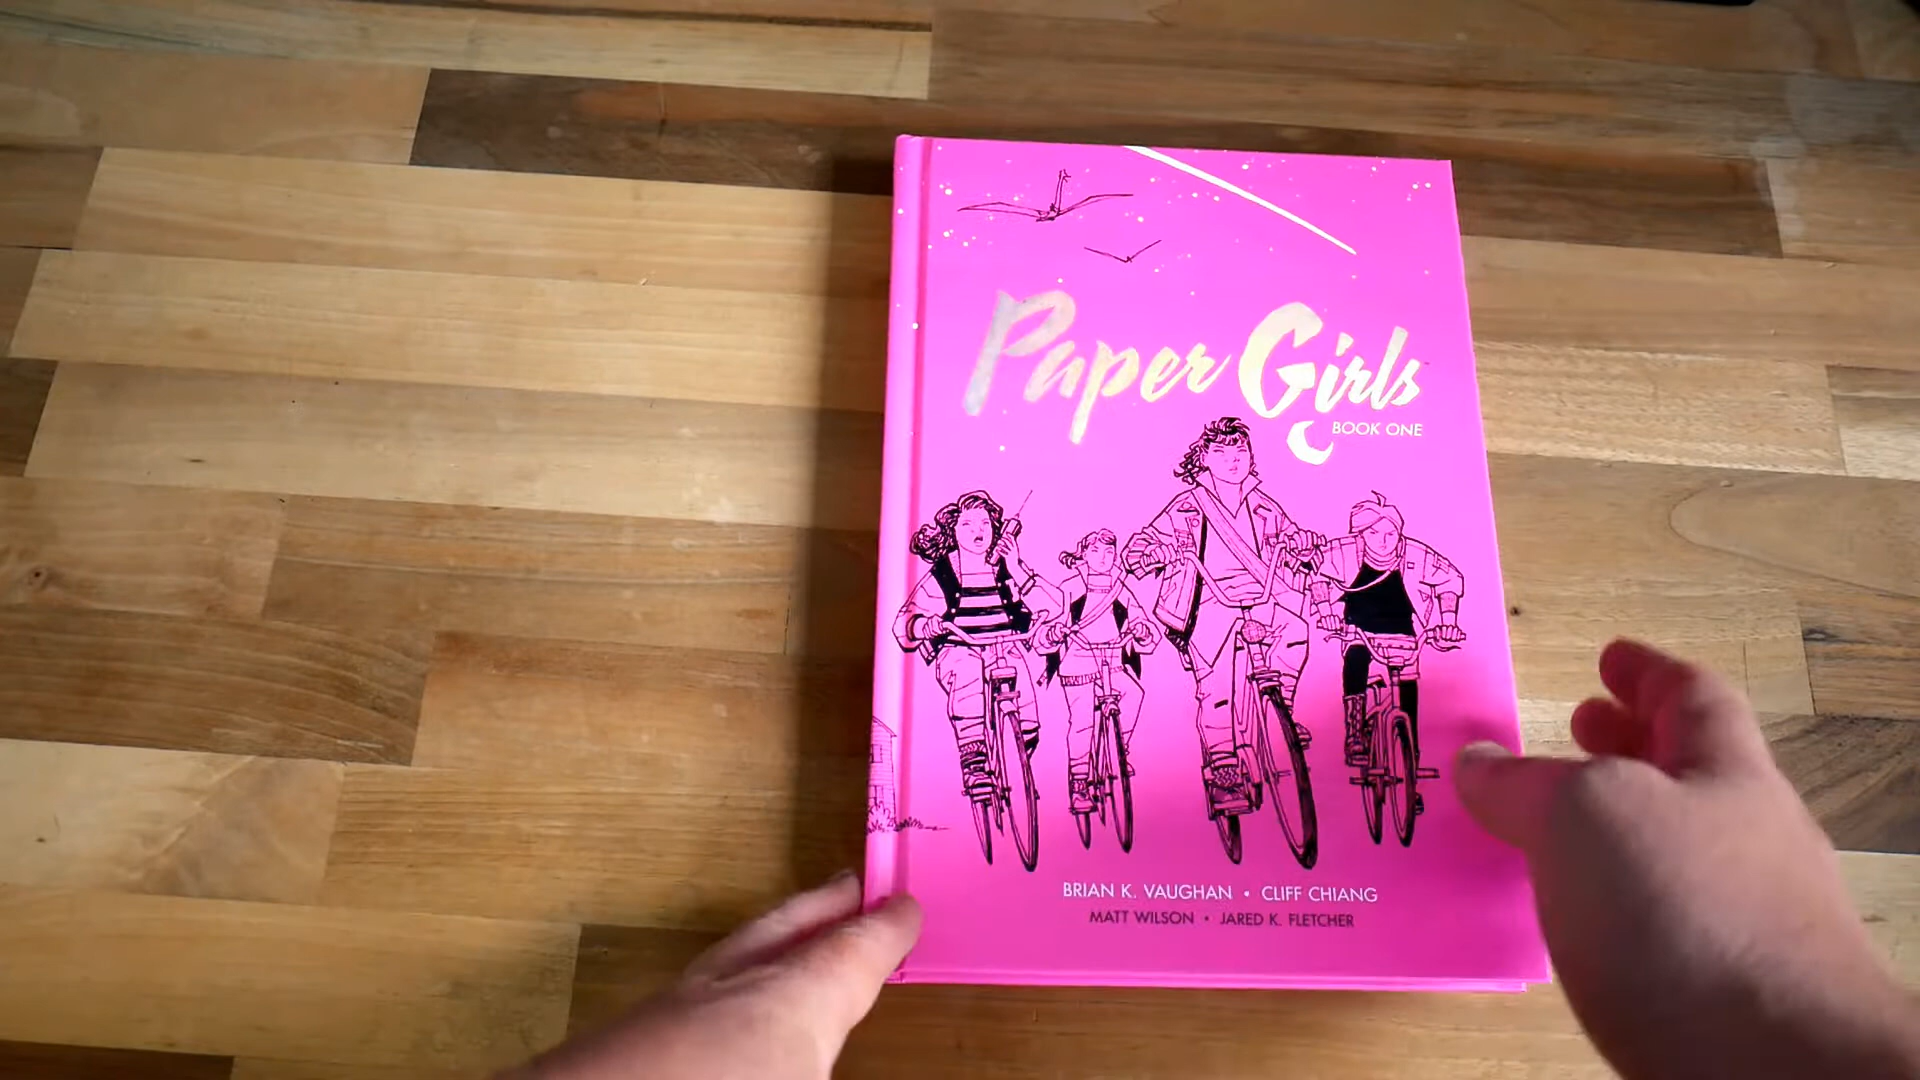 Paper Girls
BOOK ONE
BRIAN K. VAUGHAN • CLIFF CHIANG
MATT WILSON • JARED K. FLETCHER